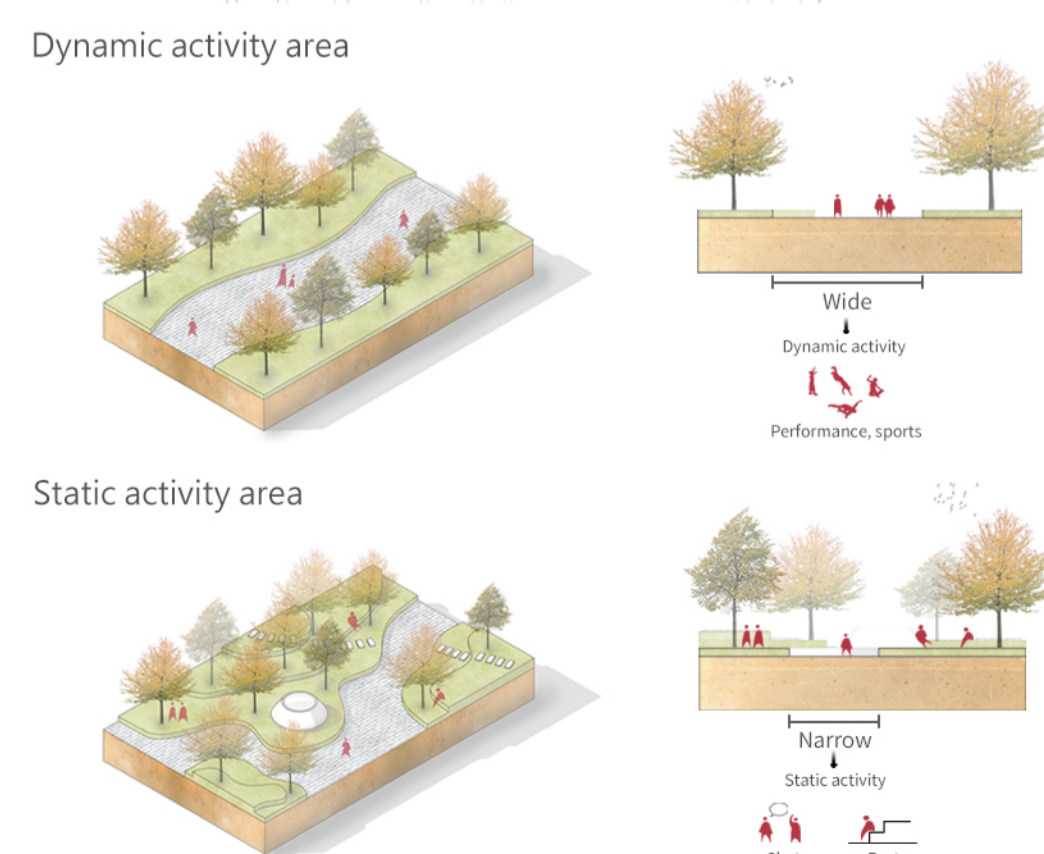 Dynamic activity area
Wide
Dynamic activity
Performance, sports
Static activity area
Narrow
Static activity